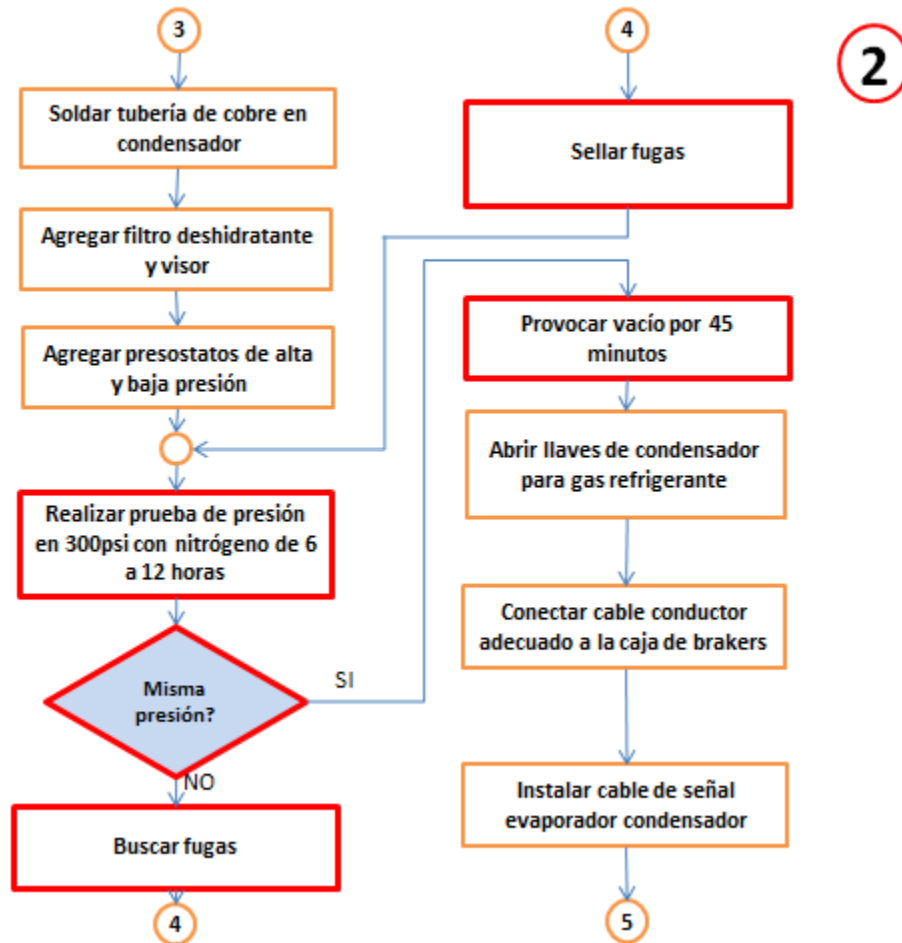 3
Soldar tubería de cobre en
condensador
Agregar filtro deshidratante
y visor
Agregar presostatos de alta
y baja presión
Realizar prueba de presión
en 300psi con nitrógeno de 6
a 12 horas
Misma
presión?
SI
NO
Buscar fugas
4
4
Sellar fugas
Provocar vacío por 45
minutos
Abrir llaves de condensador
para gas refrigerante
Conectar cable conductor
adecuado a la caja de brakers
Instalar cable de señal
evaporador condensador
5
2